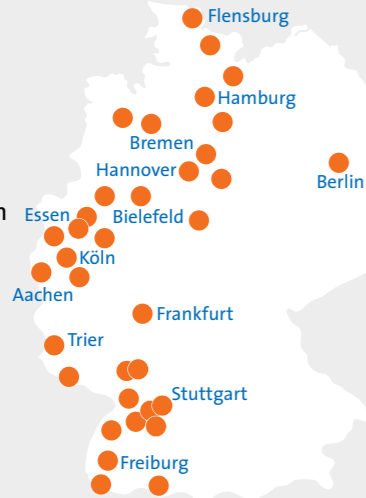 Flensburg
Hamburg
Bremen
Hannover
Berlin
Essen
Bielefeld
Köln
Aachen
Frankfurt
Trier
Stuttgart
Freiburg